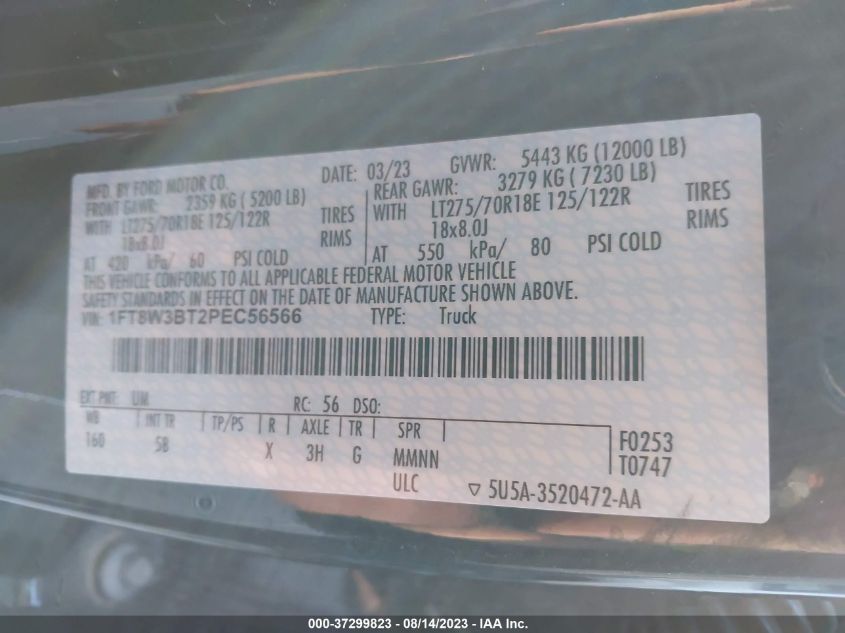 MFD. BY FORD MOTOR CO. DATE: 03/23 GVWR: 5443 KG (12000 LB)
FRONT GAWR: 2359 KG ( 5200 LB) REAR GAWR: 3279 KG ( 7230 LB)
WITH LT275/70R18E 125/122R TIRES WITH LT275/70R18E 125/122R TIRES
18x8.0J RIMS 18x8.0J RIMS
AT 420 kPa/ 60 PSI COLD AT 550 kPa/ 80 PSI COLD
THIS VEHICLE CONFORMS TO ALL APPLICABLE FEDERAL MOTOR VEHICLE
SAFETY STANDARDS IN EFFECT ON THE DATE OF MANUFACTURE SHOWN ABOVE.
VIN: 1FT8W3BT2PEC56566 TYPE: Truck
EXT PNT: UM RC: 56 DSO:
WB INT TR TP/PS R AXLE TR SPR F0253
160 5B X 3H G MMNN T0747
ULC ▽ 5U5A-3520472-AA
000-37299823 - 08/14/2023 - IAA Inc.